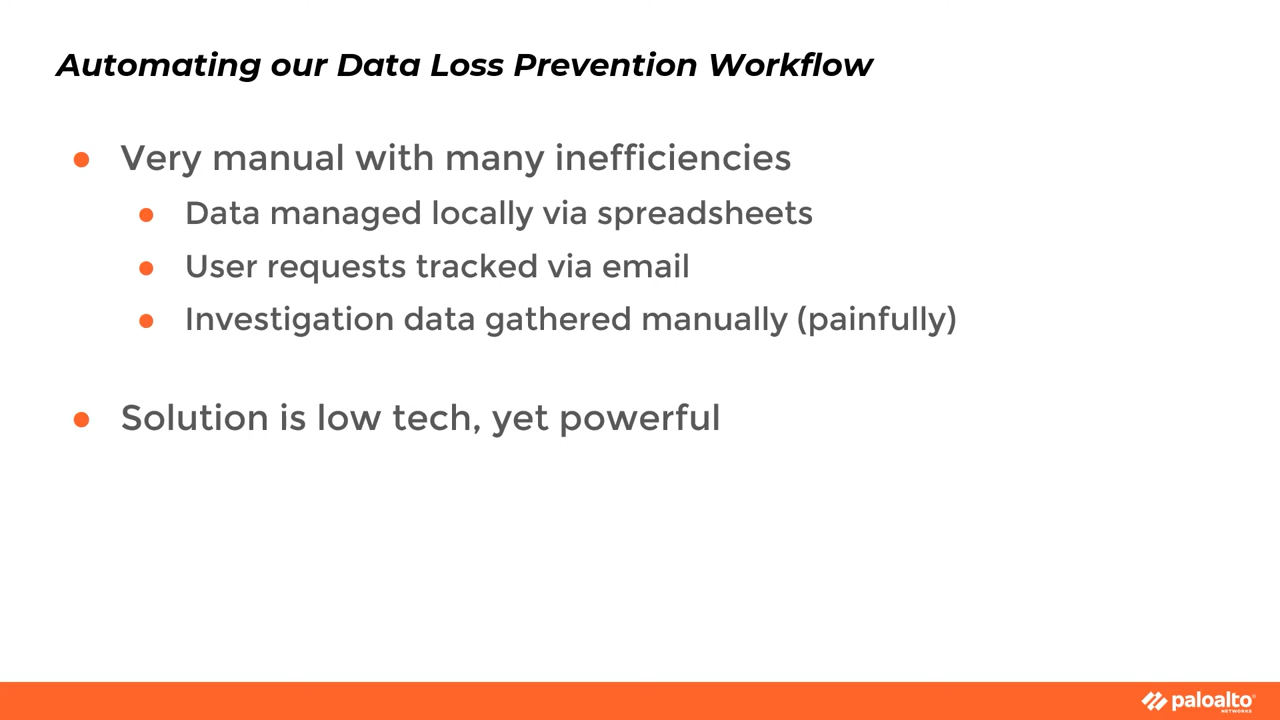 Automating our Data Loss Prevention Workflow
● Very manual with many inefficiencies
● Data managed locally via spreadsheets
● User requests tracked via email
● Investigation data gathered manually (painfully)
● Solution is low tech, yet powerful
paloalto®
NETWORKS